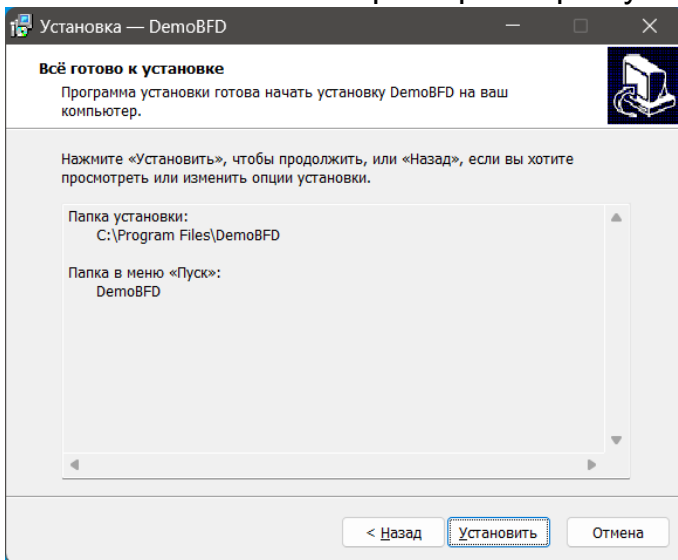 Установка — DemoBFD
Всё готово к установке
Программа установки готова начать установку DemoBFD на ваш
компьютер.
Нажмите «Установить», чтобы продолжить, или «Назад», если вы хотите
просмотреть или изменить опции установки.
Папка установки:
C:\Program Files\DemoBFD
Папка в меню «Пуск»:
DemoBFD
< Назад
Установить
Отмена